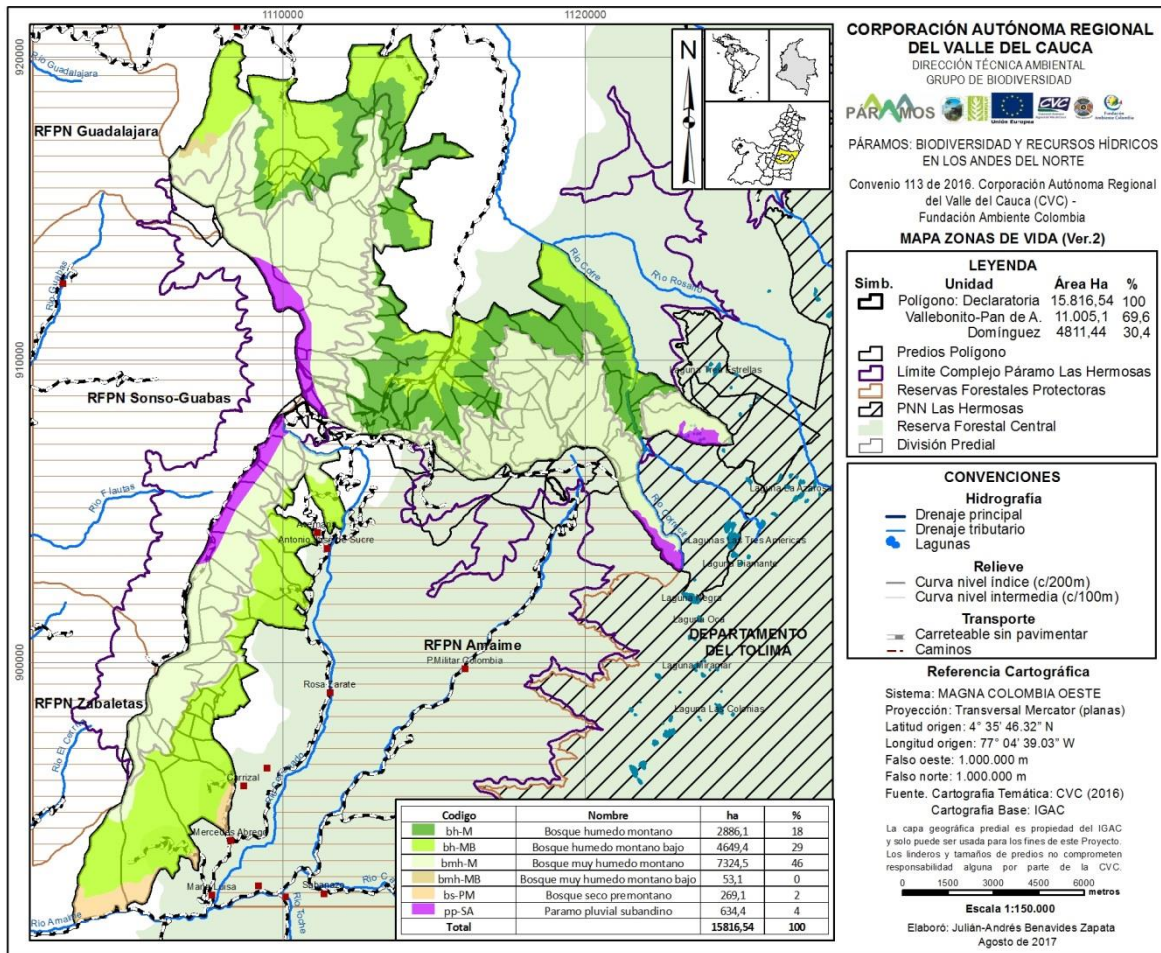 1110000
1120000
920000
910000
900000
N
Río Guadalajara
RFPN Guadalajara
Río Guabas
RFPN Sonso-Guabas
Río Flautas
RFPN Zabaletas
Río Cofre
Río Rosario
Laguna Tres Estrellas
Antonio José de Sucre
Lagunas Las Tres Americas
Laguna Diamante
Laguna Negra
Laguna Oca
DEPARTAMENTO
DEL TOLIMA
Laguna Miramar
Laguna Las Colonias
RFPN Amaime
P.Militar Colombia
Rosa Zarate
Carrizal
Mercedes Abrego
Maria Luisa
Río Amaime
Río Toche
Codigo Nombre ha %
bh-M Bosque humedo montano 2886,1 18
bh-MB Bosque humedo montano bajo 4649,4 29
bmh-M Bosque muy humedo montano 7324,5 46
bmh-MB Bosque muy humedo montano bajo 53,1 0
bs-PM Bosque seco premontano 269,1 2
pp-SA Paramo pluvial subandino 634,4 4
Total 15816,54 100
CORPORACIÓN AUTÓNOMA REGIONAL
DEL VALLE DEL CAUCA
DIRECCIÓN TÉCNICA AMBIENTAL
GRUPO DE BIODIVERSIDAD
PÁRAMOS
Unión Europea
CVC
Fundación
Ambiente Colombia
PÁRAMOS: BIODIVERSIDAD Y RECURSOS HÍDRICOS
EN LOS ANDES DEL NORTE
Convenio 113 de 2016. Corporación Autónoma Regional
del Valle del Cauca (CVC) -
Fundación Ambiente Colombia
MAPA ZONAS DE VIDA (Ver.2)
LEYENDA
Simb. Unidad Área Ha %
Polígono: Declaratoria 15.816,54 100
Vallebonito-Pan de A. 11.005,1 69,6
Domínguez 4811,44 30,4
Predios Polígono
Límite Complejo Páramo Las Hermosas
Reservas Forestales Protectoras
PNN Las Hermosas
Reserva Forestal Central
División Predial
CONVENCIONES
Hidrografía
Drenaje principal
Drenaje tributario
Lagunas
Relieve
Curva nivel índice (c/200m)
Curva nivel intermedia (c/100m)
Transporte
Carreteable sin pavimentar
Caminos
Referencia Cartográfica
Sistema: MAGNA COLOMBIA OESTE
Proyección: Transversal Mercator (planas)
Latitud origen: 4° 35' 46.32" N
Longitud origen: 77° 04' 39.03" W
Falso oeste: 1.000.000 m
Falso norte: 1.000.000 m
Fuente. Cartografia Temática: CVC (2016)
Cartografia Base: IGAC
La capa geográfica predial es propiedad del IGAC
y solo puede ser usada para los fines de este Proyecto.
Los linderos y tamaños de predios no comprometen
responsabilidad alguna por parte de la CVC.
0 1500 3000 4500 6000
metros
Escala 1:150.000
Elaboró: Julián-Andrés Benavides Zapata
Agosto de 2017